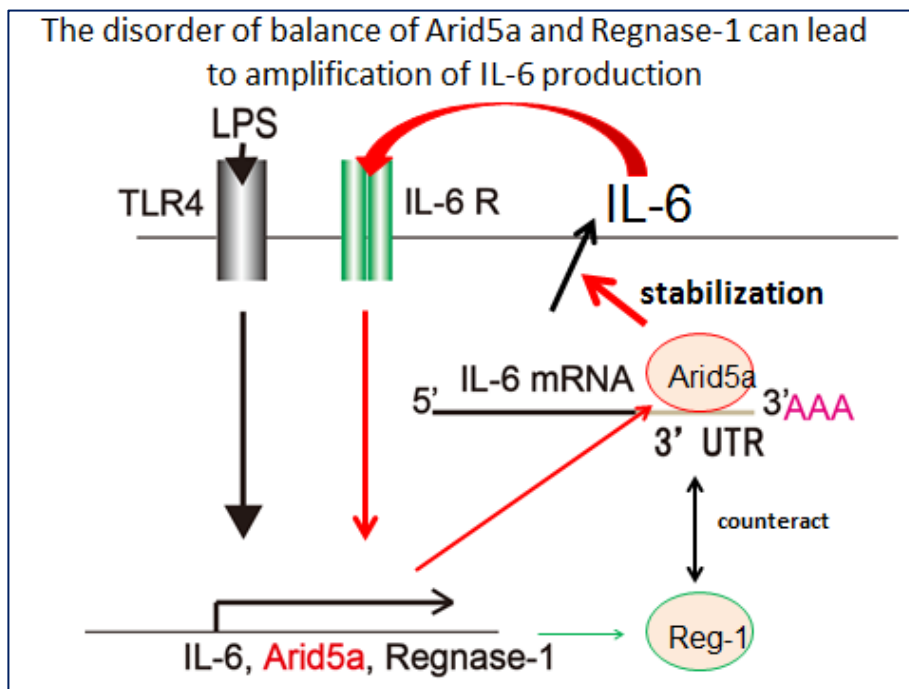 The disorder of balance of Arid5a and Regnase-1 can lead
to amplification of IL-6 production
LPS
TLR4
IL-6 R
IL-6
stabilization
Arid5a
IL-6 mRNA
5’
3’AAA
3’ UTR
counteract
Reg-1
IL-6, Arid5a, Regnase-1